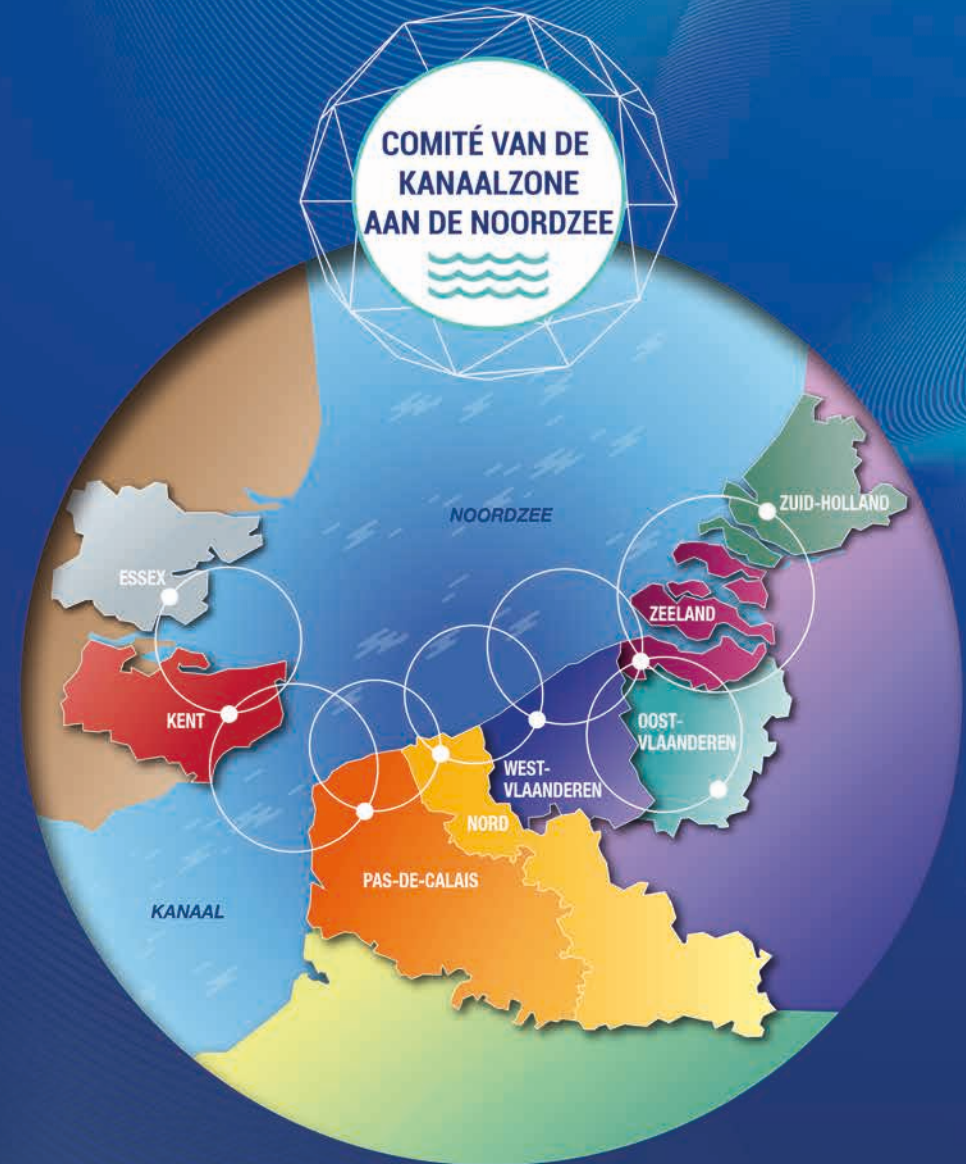 COMITÉ VAN DE
KANAALZONE
AAN DE NOORDZEE
ZUID-HOLLAND
NOORDZEE
ESSEX
ZEELAND
KENT
OOST-
VLAANDEREN
WEST-
VLAANDEREN
NORD
PAS-DE-CALAIS
KANAAL